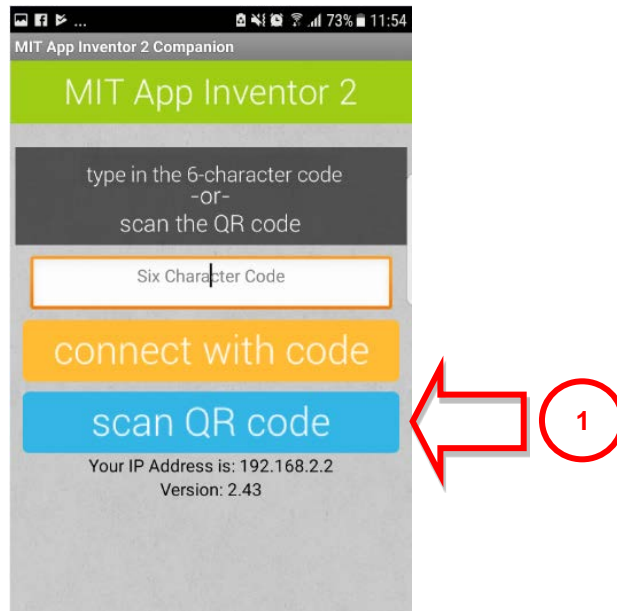 ... 73% 11:54
MIT App Inventor 2 Companion
MIT App Inventor 2
type in the 6-character code
-or-
scan the QR code
Six Character Code
connect with code
scan QR code
1
Your IP Address is: 192.168.2.2
Version: 2.43